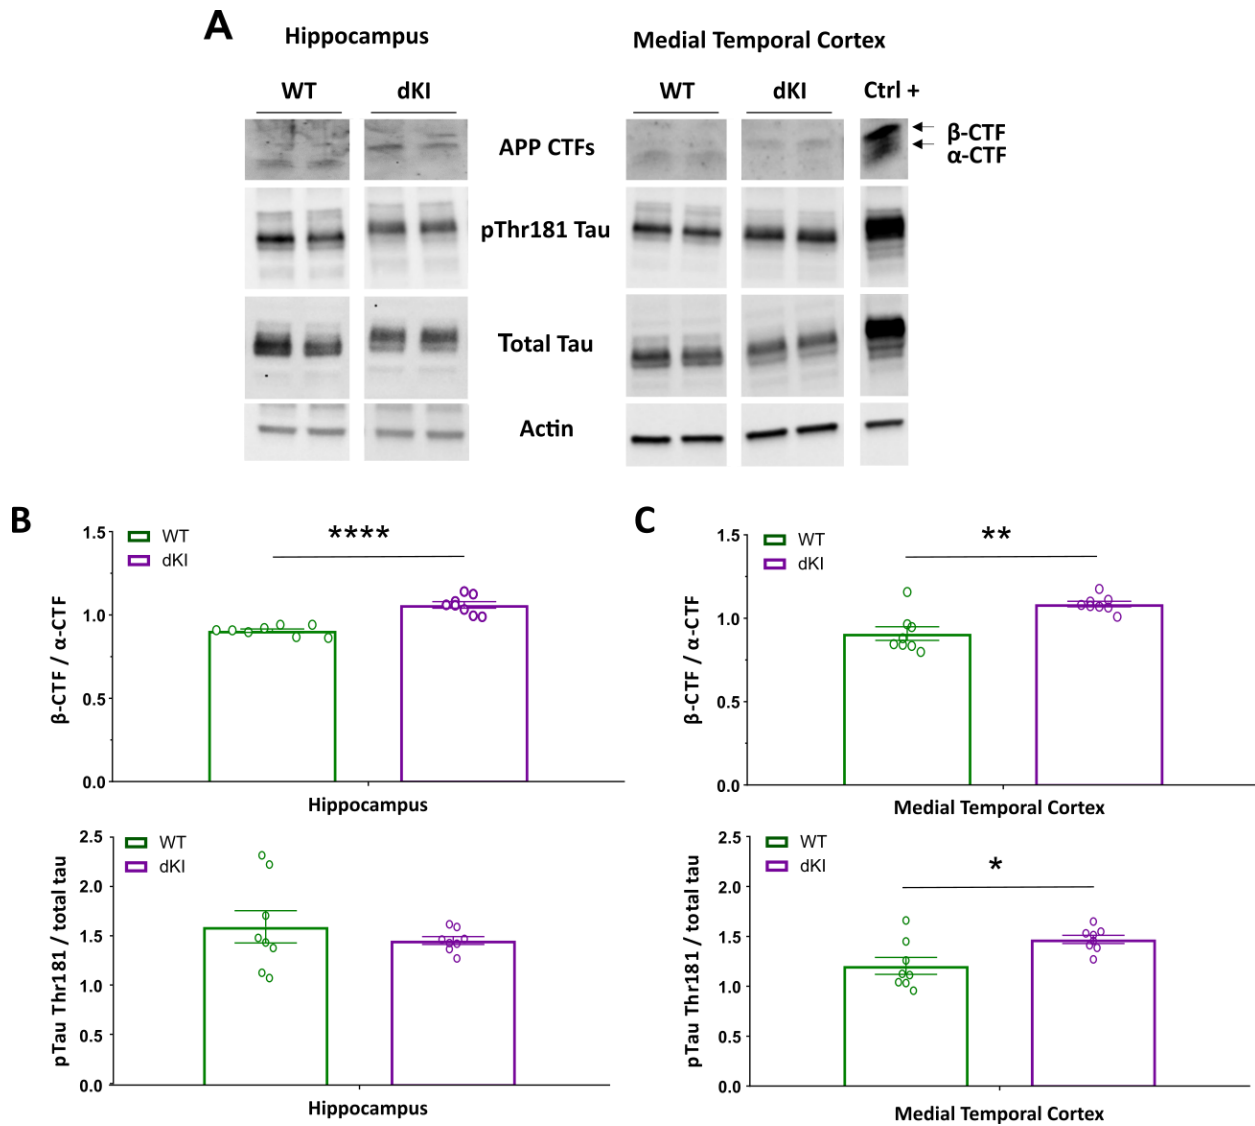 A
Hippocampus
Medial Temporal Cortex
WT
dKI
WT
dKI
Ctrl +
APP CTFs
β-CTF
α-CTF
pThr181 Tau
Total Tau
Actin
B
WT
dKI
****
1.5
1.0
0.5
0.0
β-CTF / α-CTF
Hippocampus
C
WT
dKI
**
1.5
1.0
0.5
0.0
β-CTF / α-CTF
Medial Temporal Cortex
WT
dKI
2.5
2.0
1.5
1.0
0.5
0.0
pTau Thr181 / total tau
Hippocampus
WT
dKI
*
2.5
2.0
1.5
1.0
0.5
0.0
pTau Thr181 / total tau
Medial Temporal Cortex